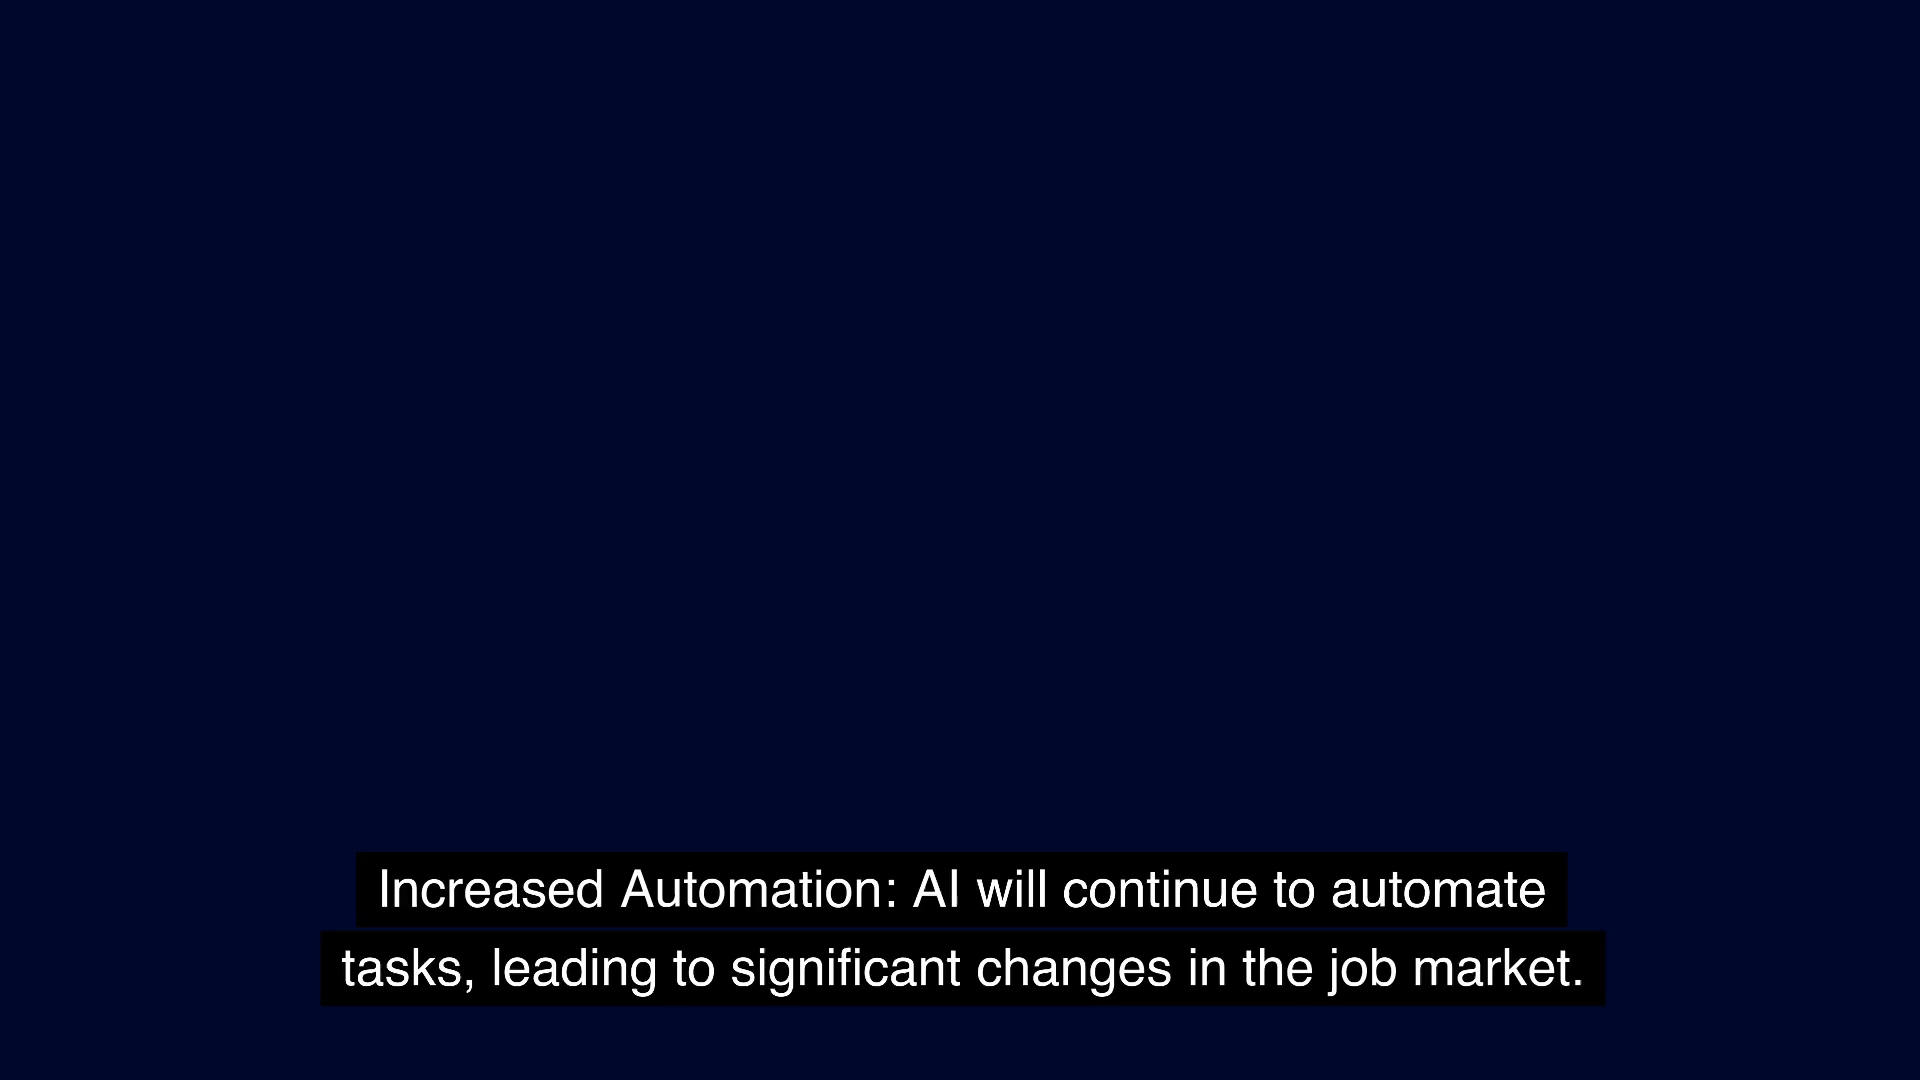 Increased Automation: AI will continue to automate
tasks, leading to significant changes in the job market.